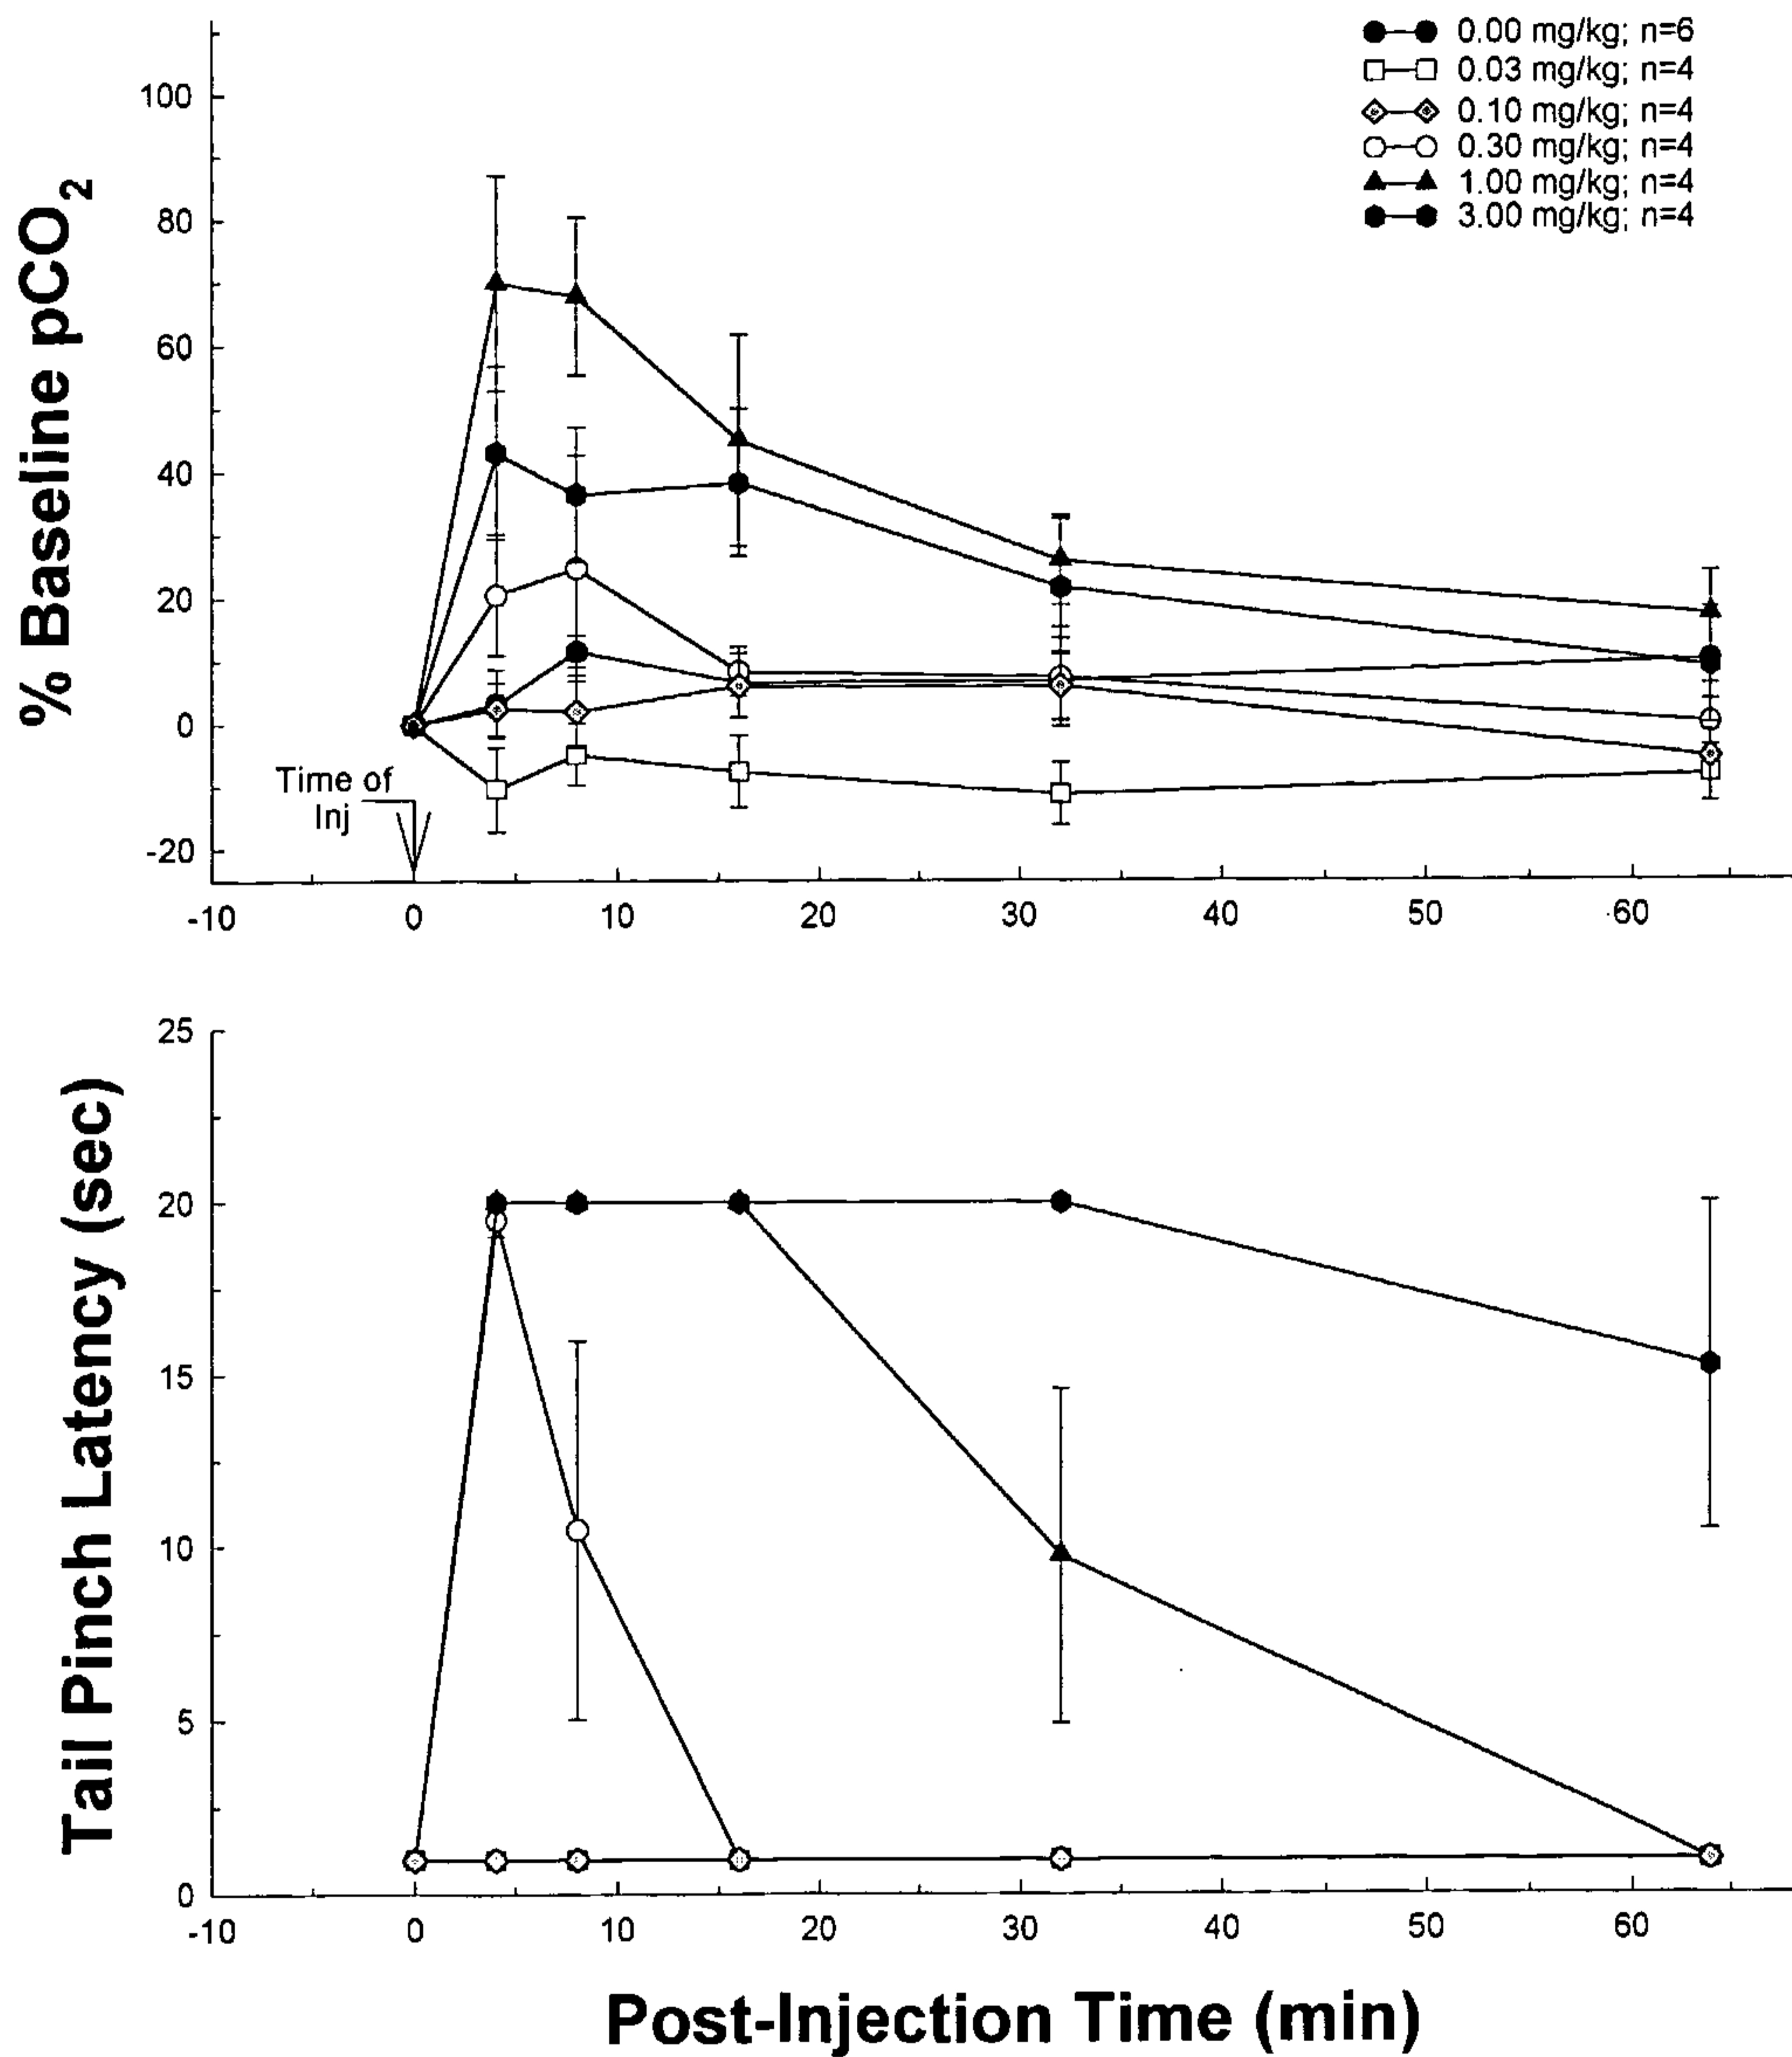 0.00 mg/kg; n=6
0.03 mg/kg; n=4
0.10 mg/kg; n=4
0.30 mg/kg; n=4
1.00 mg/kg; n=4
3.00 mg/kg; n=4
% Baseline pCO2
100
80
60
40
20
0
-20
Time of
Inj
-10 0 10 20 30 40 50 60
Tail Pinch Latency (sec)
25
20
15
10
5
0
-10 0 10 20 30 40 50 60
Post-Injection Time (min)